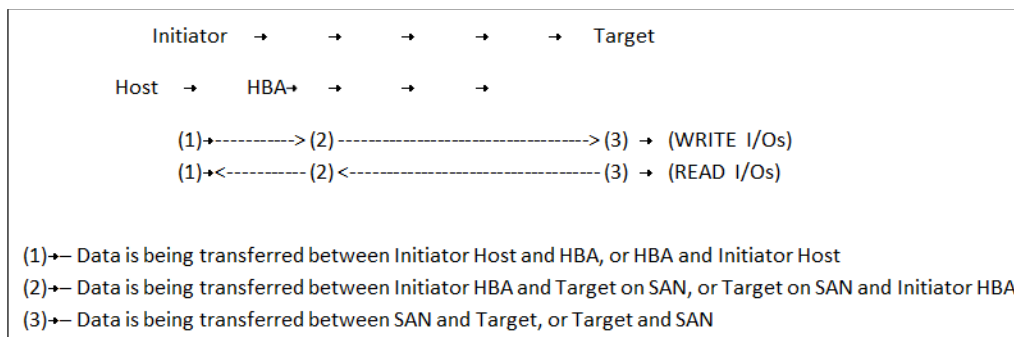 Initiator → → → → → Target
Host → HBA→ → → →
(1)→-----------> (2) ----------------------------------> (3) → (WRITE I/Os)
(1)→<----------- (2) <---------------------------------- (3) → (READ I/Os)
(1)→– Data is being transferred between Initiator Host and HBA, or HBA and Initiator Host
(2)→– Data is being transferred between Initiator HBA and Target on SAN, or Target on SAN and Initiator HBA
(3)→– Data is being transferred between SAN and Target, or Target and SAN